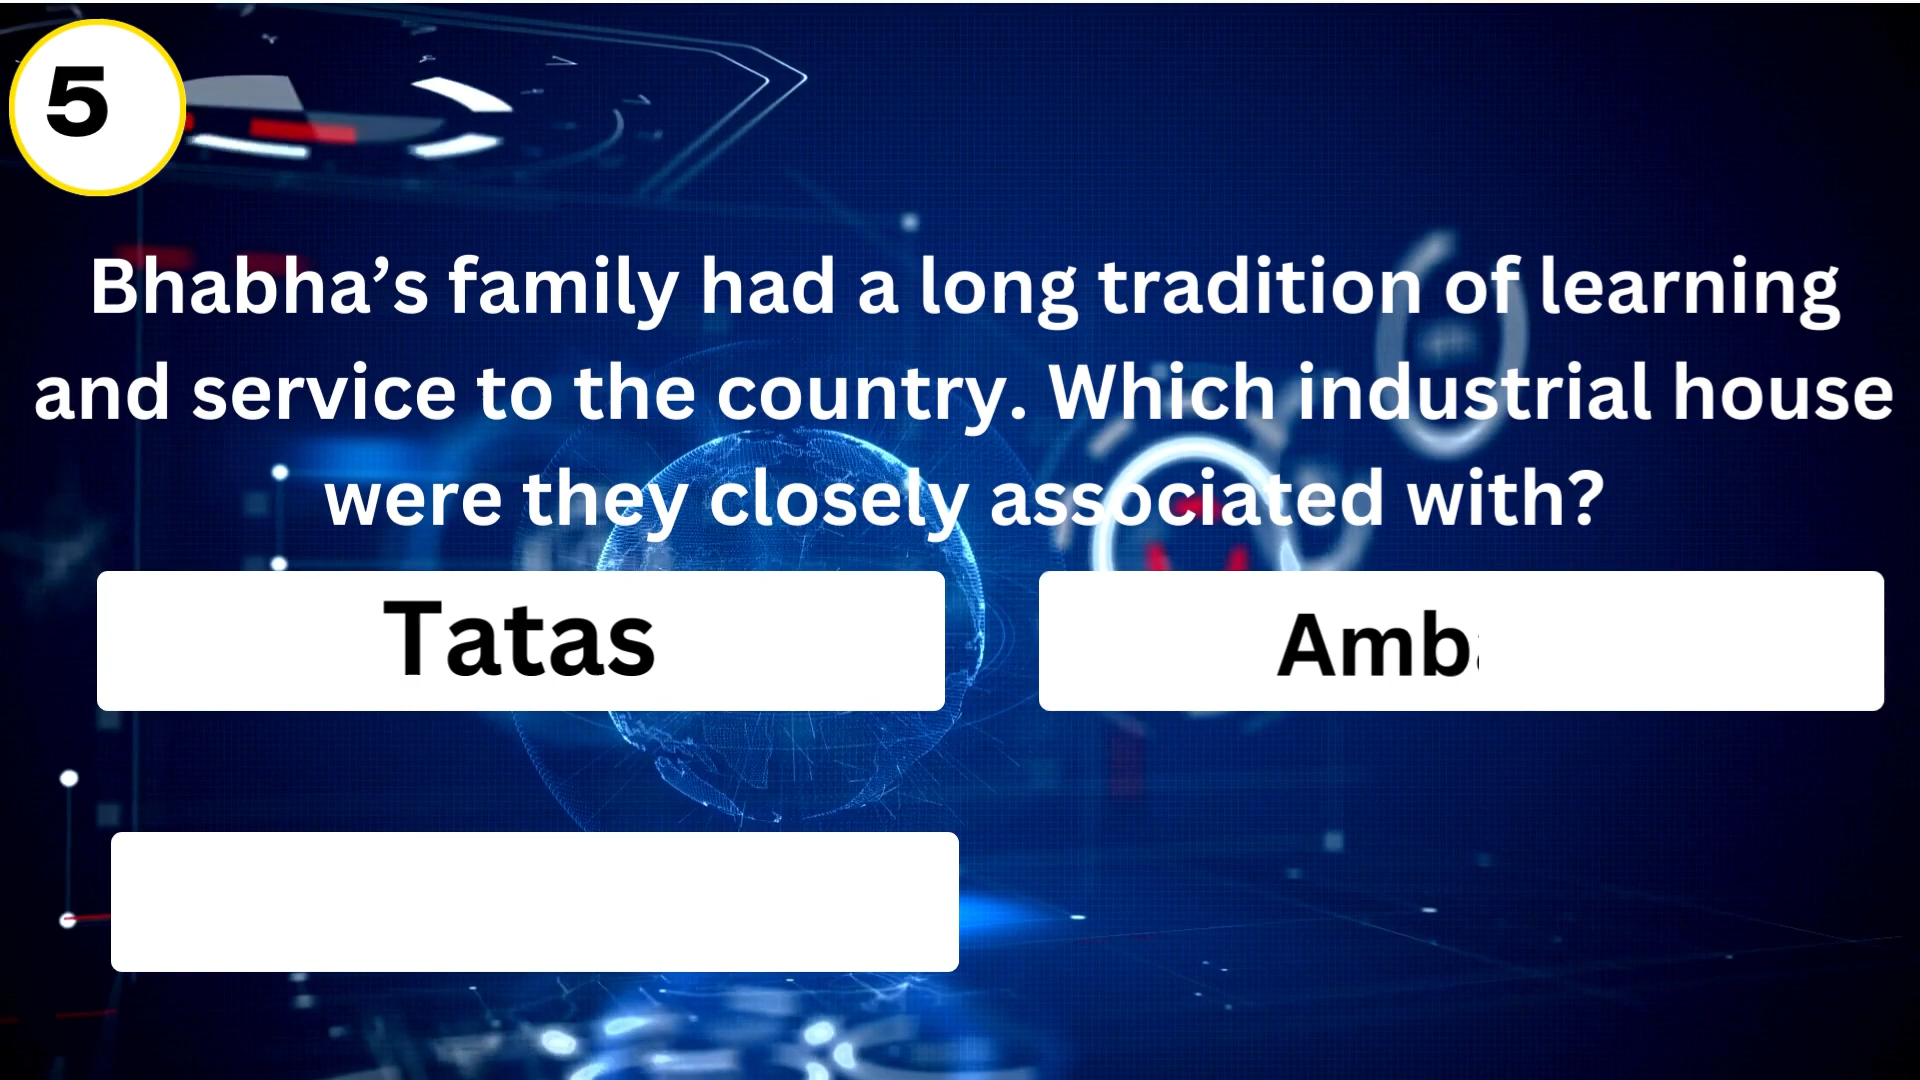 5
Bhabha’s family had a long tradition of learning
and service to the country. Which industrial house
were they closely associated with?
Tatas
Amb